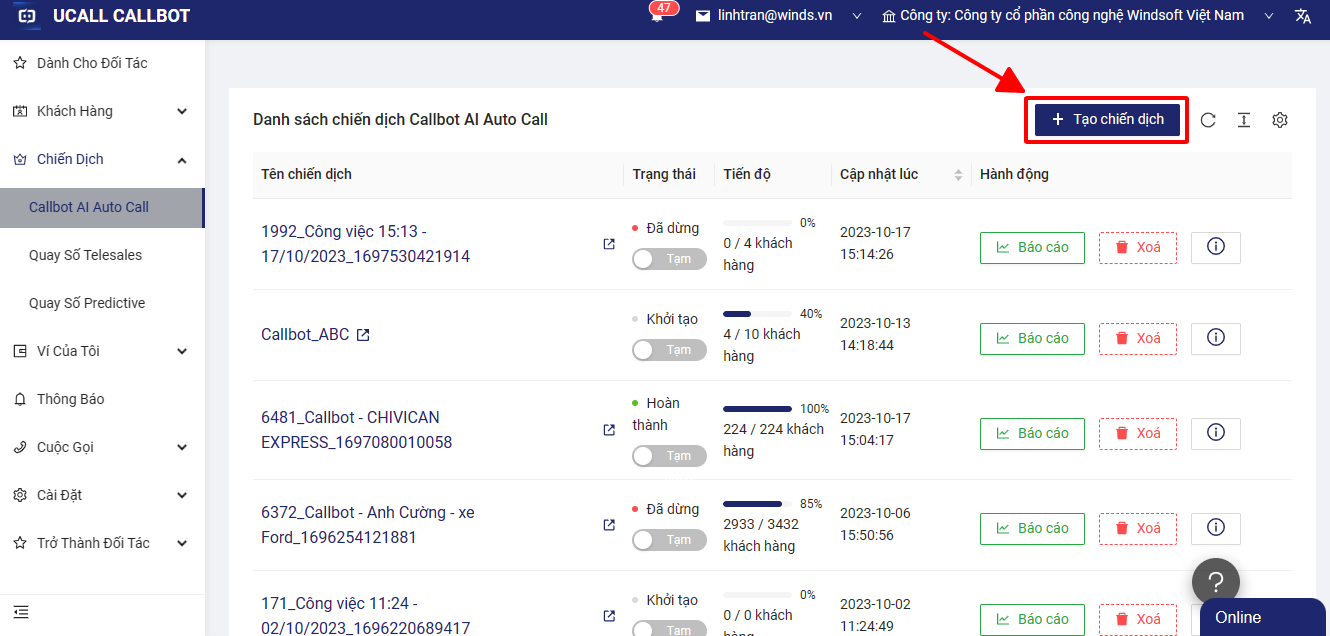 UCALL CALLBOT
47
linhtran@winds.vn
Công ty: Công ty cổ phần công nghệ Windsoft Việt Nam
Dành Cho Đối Tác
Khách Hàng
Chiến Dịch
Callbot AI Auto Call
Quay Số Telesales
Quay Số Predictive
Ví Của Tôi
Thông Báo
Cuộc Gọi
Cài Đặt
Trở Thành Đối Tác
Danh sách chiến dịch Callbot AI Auto Call
+ Tạo chiến dịch
Tên chiến dịch
Trạng thái
Tiến độ
Cập nhật lúc
Hành động
1992_Công việc 15:13 -
17/10/2023_1697530421914
Đã dừng
Tạm
0%
0 / 4 khách
hàng
2023-10-17
15:14:26
Báo cáo
Xoá
Callbot_ABC
Khởi tạo
Tạm
40%
4 / 10 khách
hàng
2023-10-13
14:18:44
Báo cáo
Xoá
6481_Callbot - CHIVICAN
EXPRESS_1697080010058
Hoàn
thành
Tạm
100%
224 / 224 khách
hàng
2023-10-17
15:04:17
Báo cáo
Xoá
6372_Callbot - Anh Cường - xe
Ford_1696254121881
Đã dừng
Tạm
85%
2933 / 3432
khách hàng
2023-10-06
15:50:56
Báo cáo
Xoá
171_Công việc 11:24 -
02/10/2023_1696220689417
Khởi tạo
Tạm
0%
0 / 0 khách
hàng
2023-10-02
11:24:49
Báo cáo
Xoá
?
Online